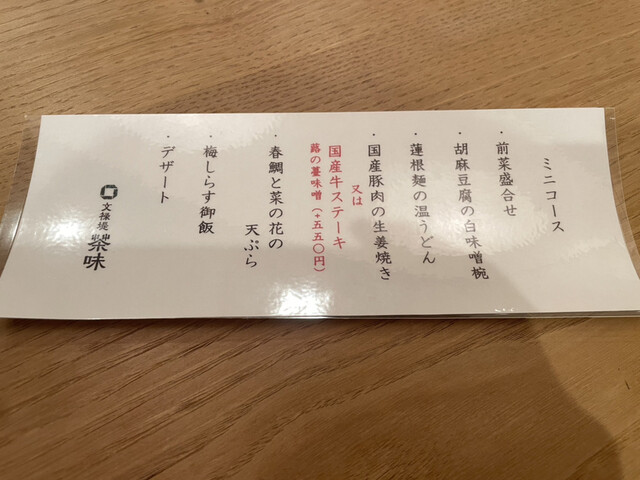 ミニコース
・前菜盛合せ
・胡麻豆腐の白味噌椀
・蓮根麺の温うどん
・国産豚肉の生姜焼き
又は
国産牛ステーキ
蕗の薹味噌（+五五〇円）
・春鯛と菜の花の
天ぷら
・梅しらす御飯
・デザート
文禄堤
茶味